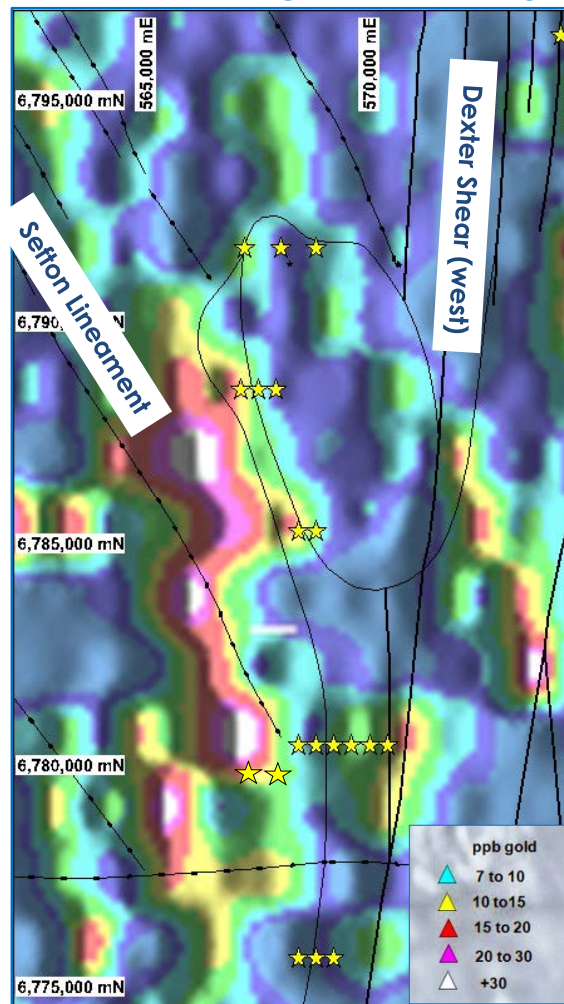 565,000 mE
570,000 mE
6,795,000 mN
Dexter Shear (west)
Sefton Lineament
6,790,
6,785,000 mN
6,780,000 mN
6,775,000 mN
ppb gold
7 to 10
10 to15
15 to 20
20 to 30
+30